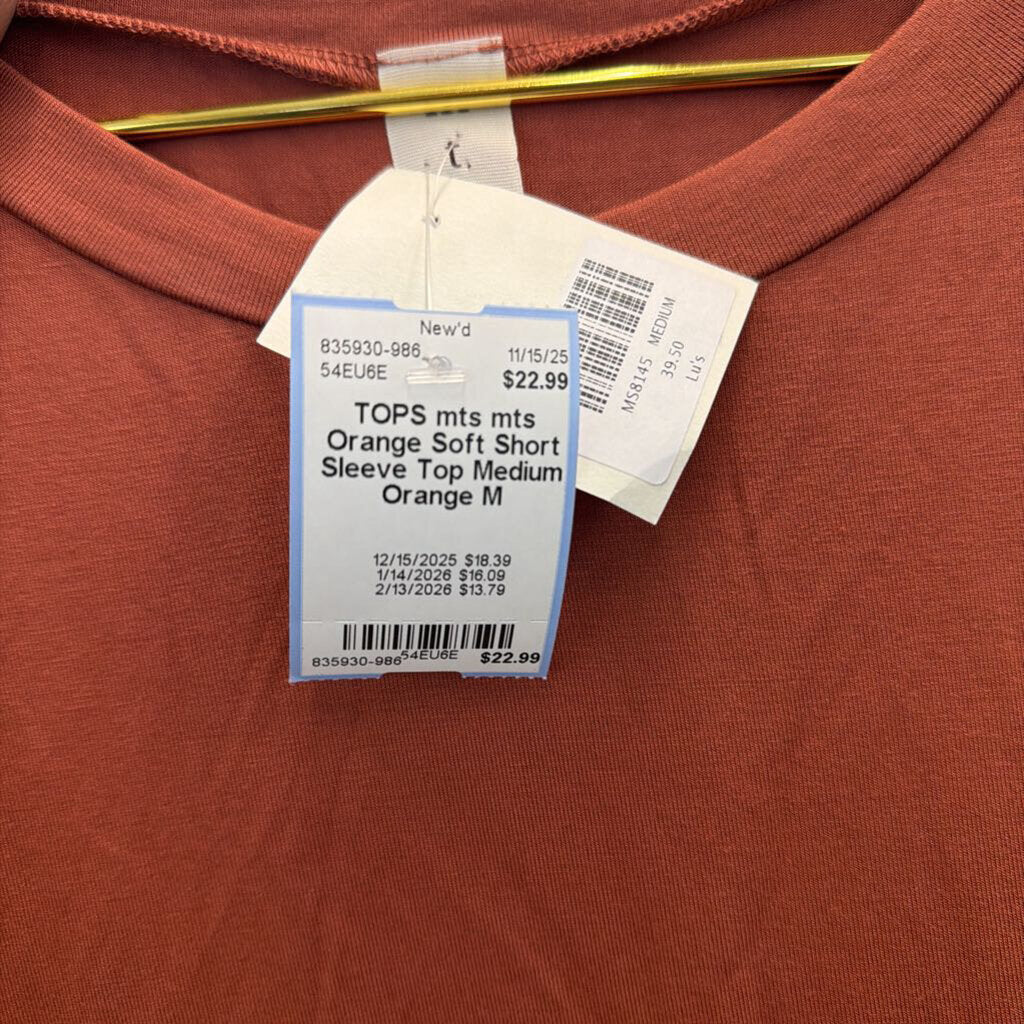 New'd
835930-986 11/15/25
54EU6E $22.99
TOPS mts mts
Orange Soft Short
Sleeve Top Medium
Orange M
12/15/2025 $18.39
1/14/2026 $16.09
2/13/2026 $13.79
835930-986 54EU6E $22.99
MS8145 MEDIUM
39.50
Lu's